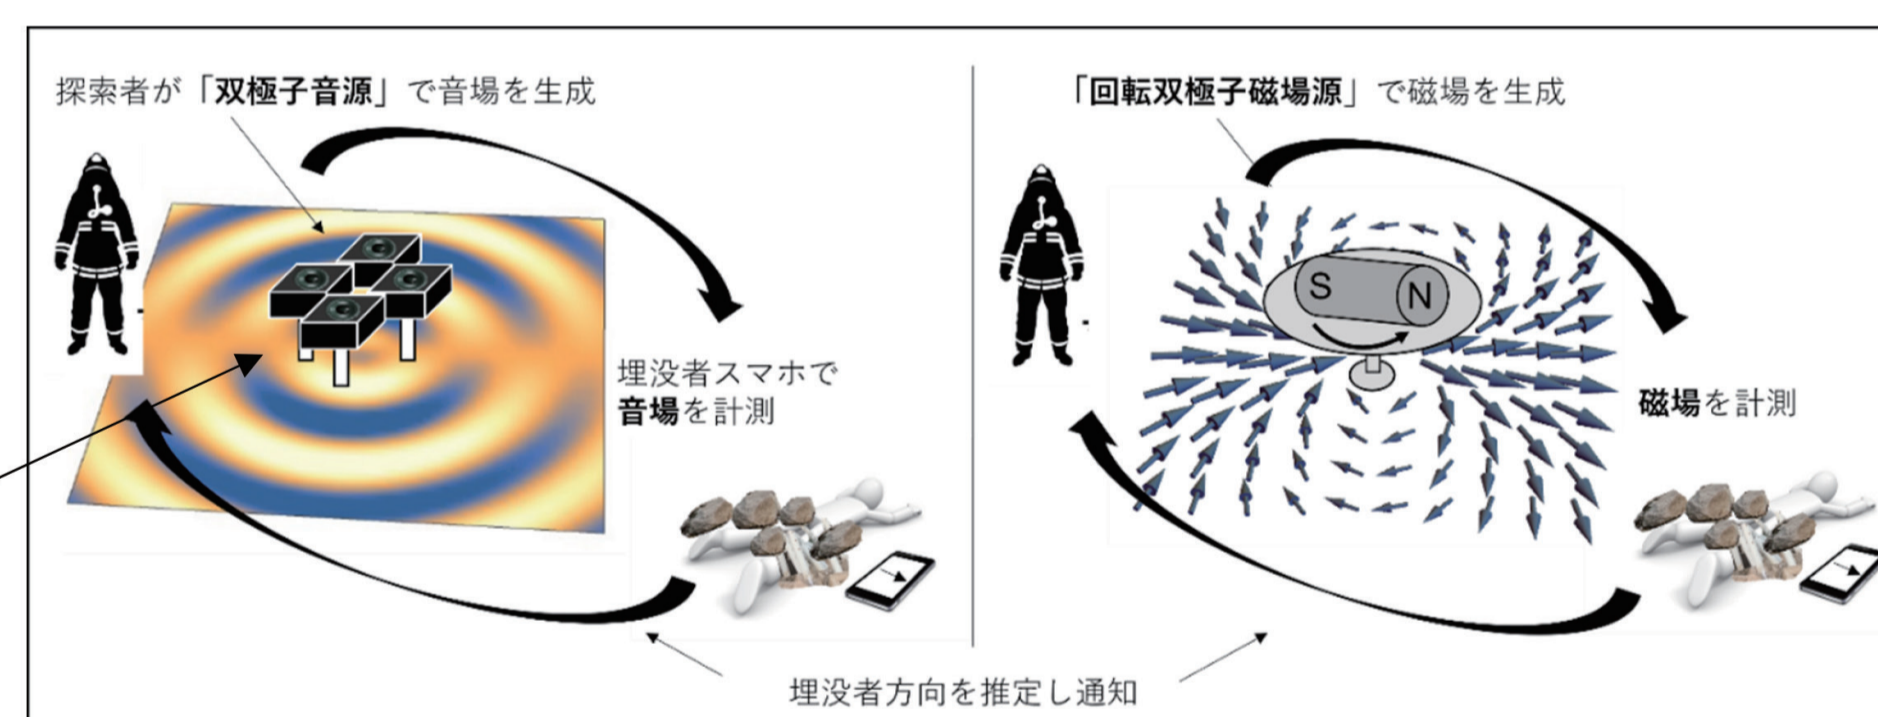 探索者が「双極子音源」で音場を生成
埋没者スマホで
音場を計測
「回転双極子磁場源」で磁場を生成
S
N
磁場を計測
埋没者方向を推定し通知